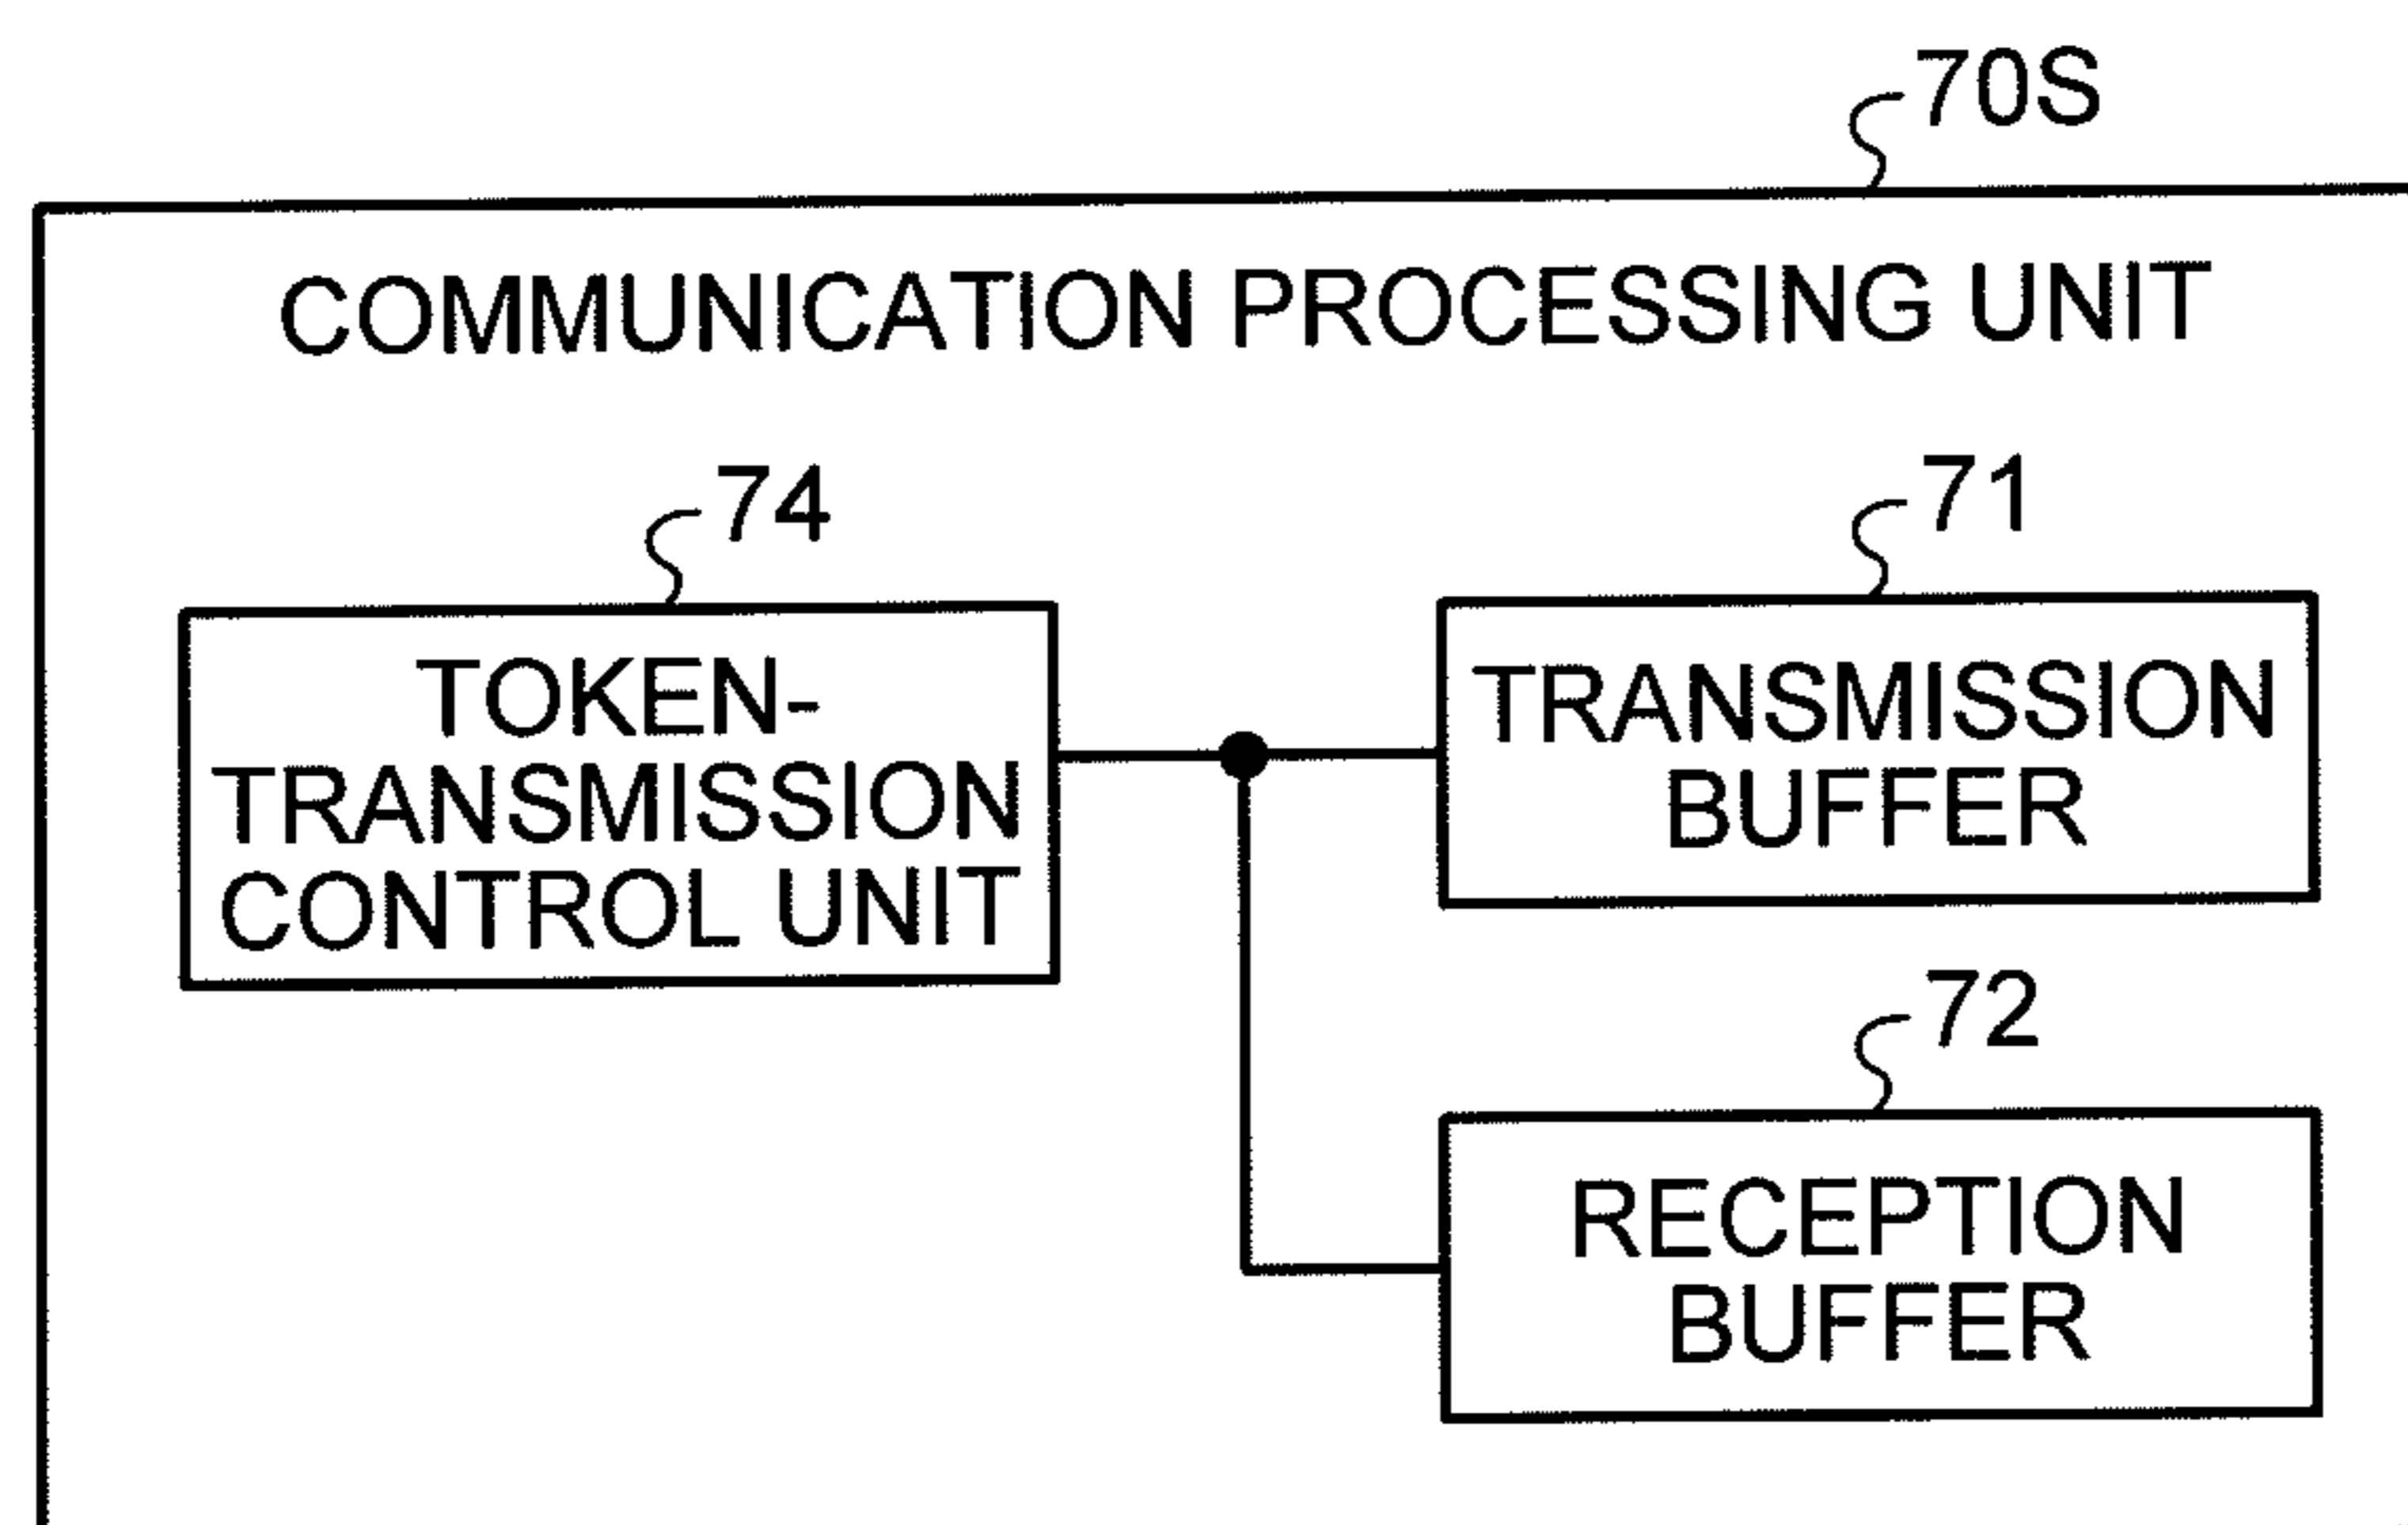 70S
COMMUNICATION PROCESSING UNIT
74
TOKEN-
TRANSMISSION
CONTROL UNIT
71
TRANSMISSION
BUFFER
72
RECEPTION
BUFFER